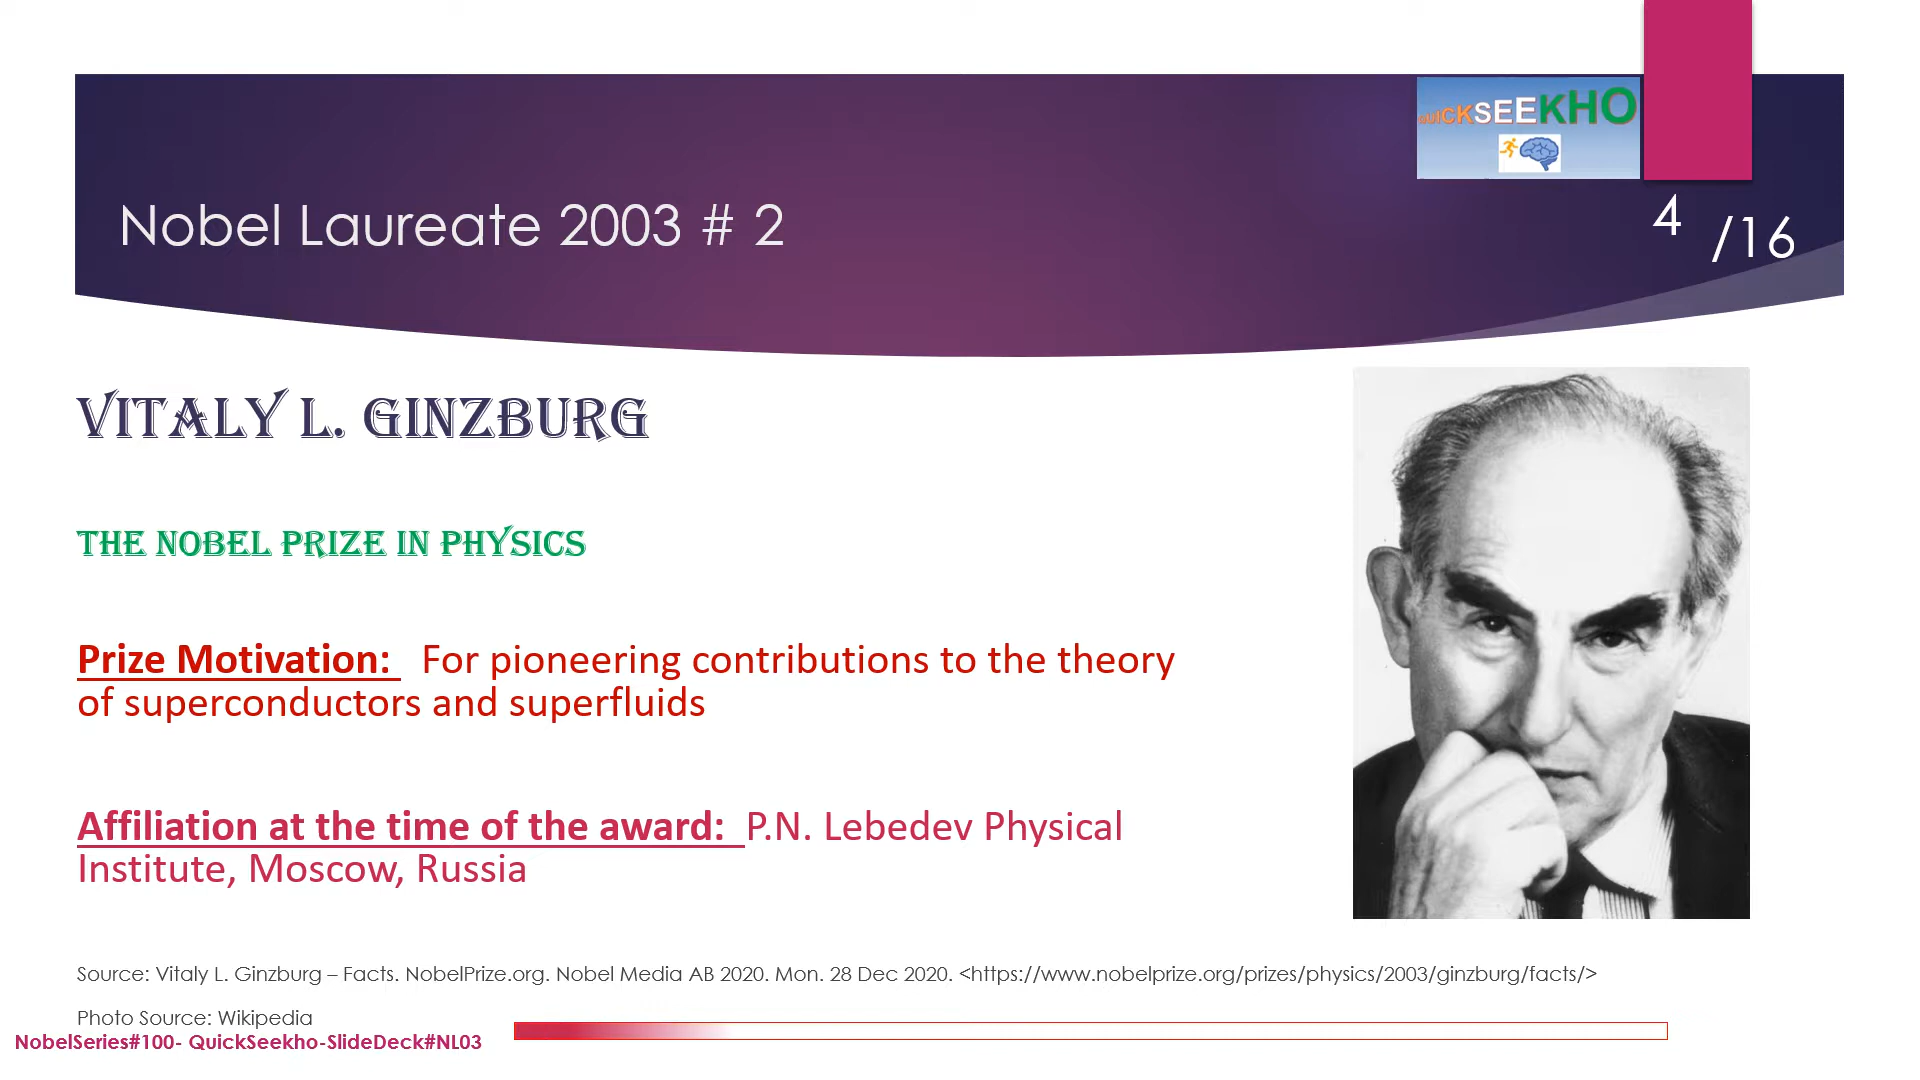 QUICKSEEKHO
Nobel Laureate 2003 # 2
4 /16
VITALY L. GINZBURG
THE NOBEL PRIZE IN PHYSICS
Prize Motivation: For pioneering contributions to the theory
of superconductors and superfluids
Affiliation at the time of the award: P.N. Lebedev Physical
Institute, Moscow, Russia
Source: Vitaly L. Ginzburg – Facts. NobelPrize.org. Nobel Media AB 2020. Mon. 28 Dec 2020. <https://www.nobelprize.org/prizes/physics/2003/ginzburg/facts/>
Photo Source: Wikipedia
NobelSeries#100- QuickSeekho-SlideDeck#NL03